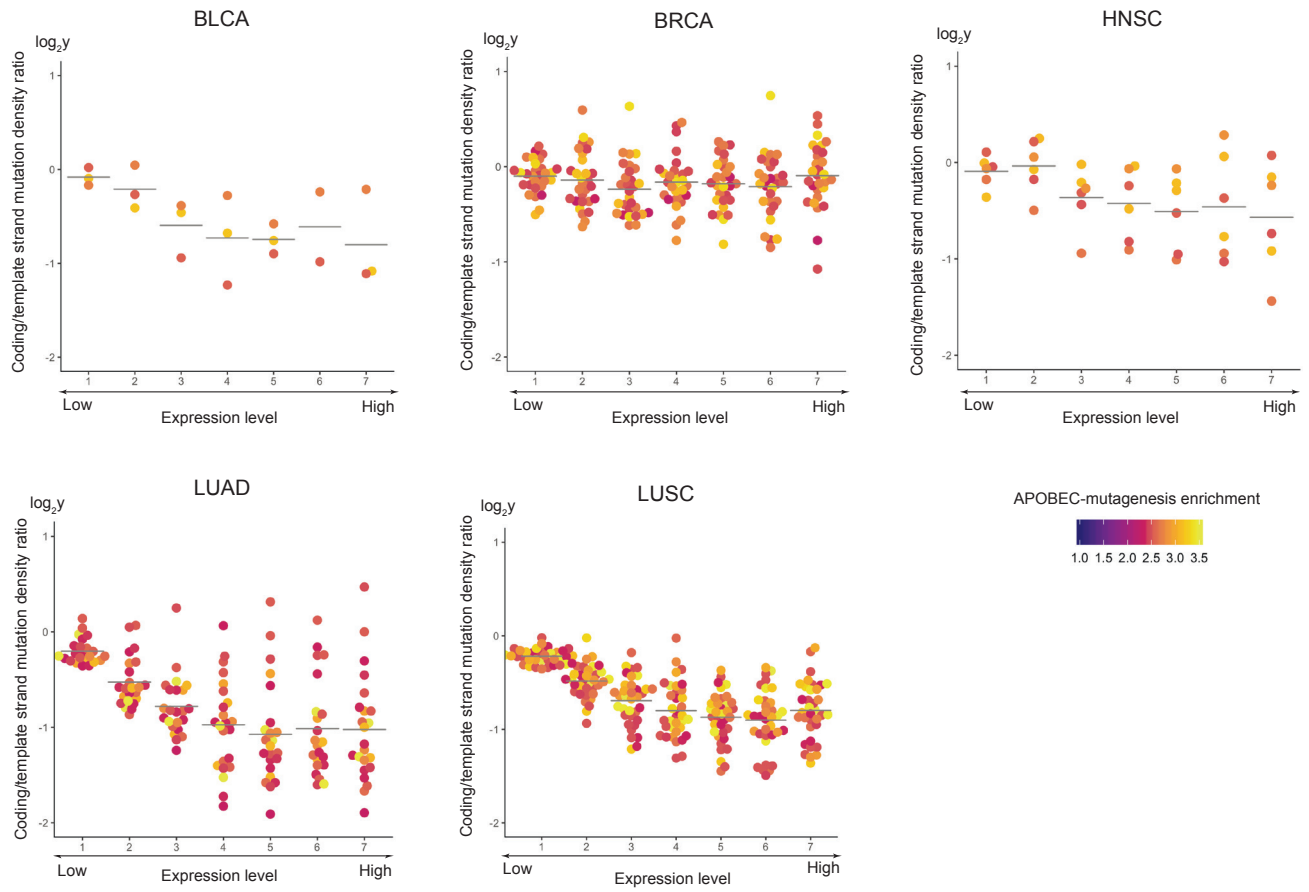 BLCA
log₂y
Coding/template strand mutation density ratio
1
0
-1
-2
1 2 3 4 5 6 7
Low High
Expression level
BRCA
log₂y
Coding/template strand mutation density ratio
1
0
-1
-2
1 2 3 4 5 6 7
Low High
Expression level
HNSC
log₂y
Coding/template strand mutation density ratio
1
0
-1
-2
1 2 3 4 5 6 7
Low High
Expression level
LUAD
log₂y
Coding/template strand mutation density ratio
1
0
-1
-2
1 2 3 4 5 6 7
Low High
Expression level
LUSC
log₂y
Coding/template strand mutation density ratio
1
0
-1
-2
1 2 3 4 5 6 7
Low High
Expression level
APOBEC-mutagenesis enrichment
1.0 1.5 2.0 2.5 3.0 3.5